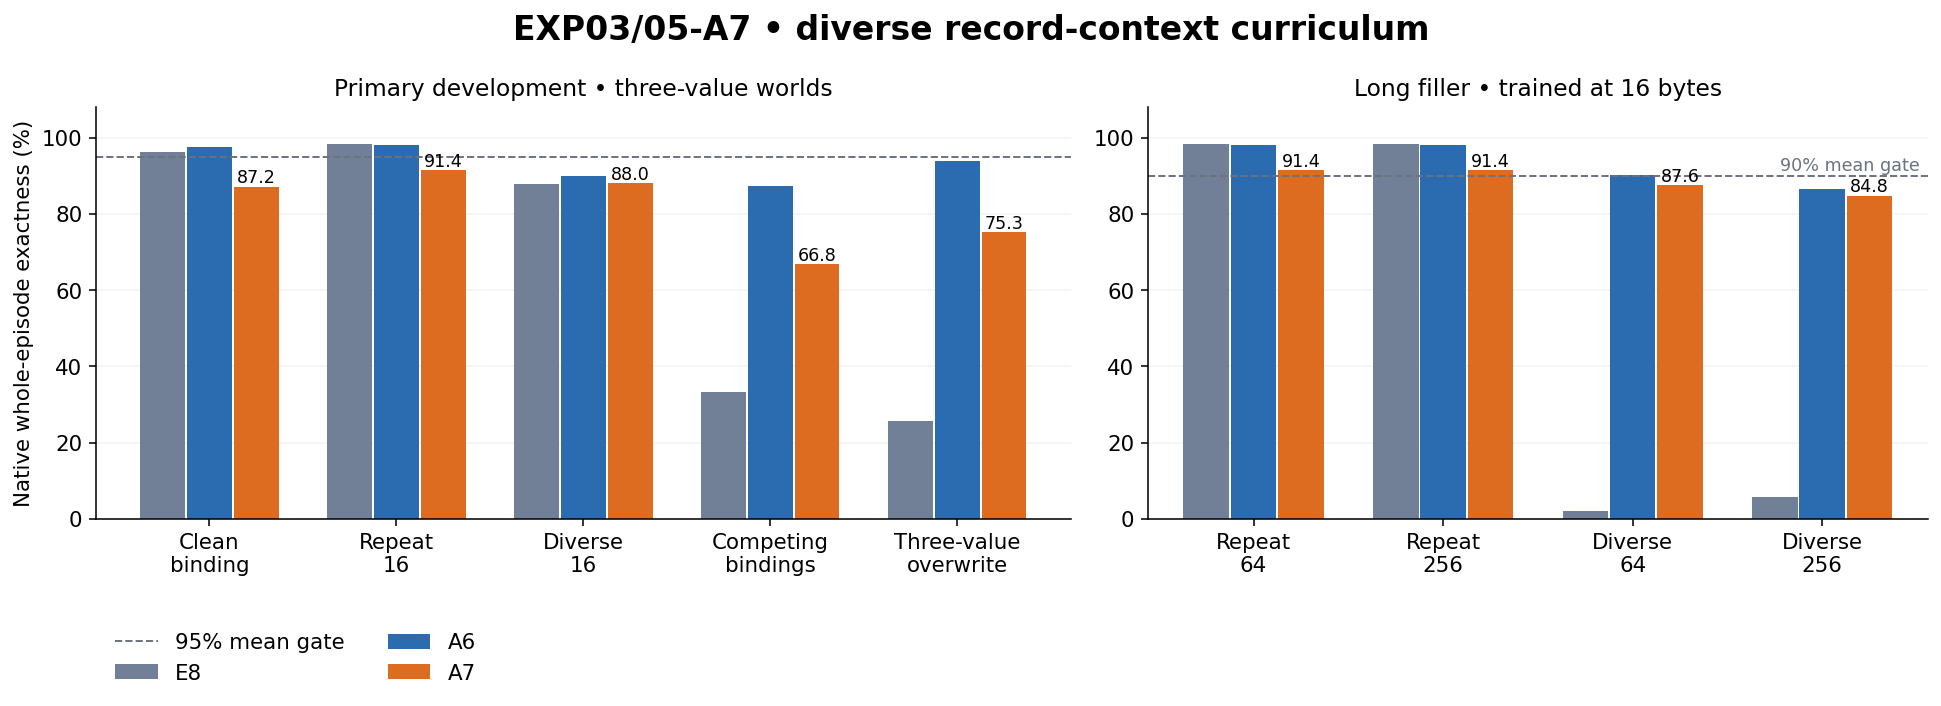 EXP03/05-A7 • diverse record-context curriculum
Primary development • three-value worlds
Native whole-episode exactness (%)
100
80
60
40
20
0
87.2
91.4
88.0
66.8
75.3
Clean
binding
Repeat
16
Diverse
16
Competing
bindings
Three-value
overwrite
Long filler • trained at 16 bytes
100
80
60
40
20
0
91.4
91.4
87.6
84.8
90% mean gate
Repeat
64
Repeat
256
Diverse
64
Diverse
256
95% mean gate
E8
A6
A7